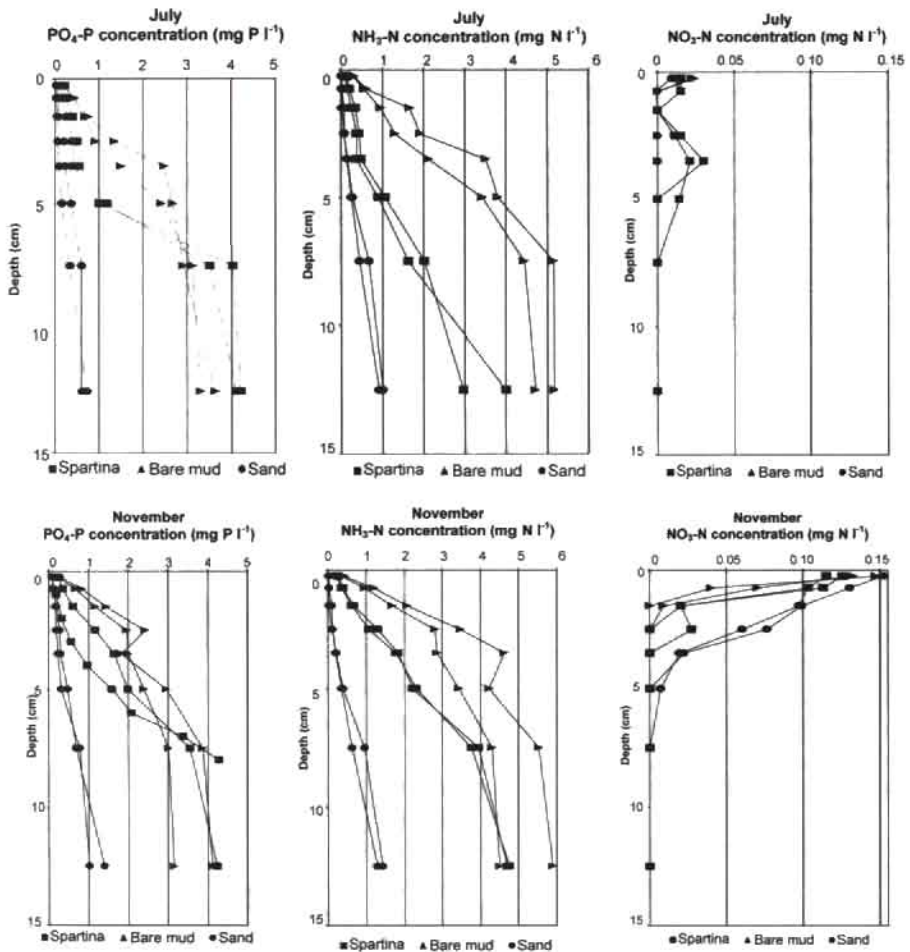 July
PO₄-P concentration (mg P l⁻¹)
0 1 2 3 4 5
0
5
10
15
Depth (cm)
■Spartina ▲Bare mud ●Sand
July
NH₃-N concentration (mg N l⁻¹)
0 1 2 3 4 5 6
0
5
10
15
Depth (cm)
■Spartina ▲Bare mud ●Sand
July
NO₃-N concentration (mg N l⁻¹)
0 0.05 0.10 0.15
0
5
10
15
Depth (cm)
■Spartina ▲Bare mud ●Sand
November
PO₄-P concentration (mg P l⁻¹)
0 1 2 3 4 5
0
5
10
15
Depth (cm)
■Spartina ▲Bare mud ●Sand
November
NH₃-N concentration (mg N l⁻¹)
0 1 2 3 4 5 6
0
5
10
15
Depth (cm)
■Spartina ▲Bare mud ●Sand
November
NO₃-N concentration (mg N l⁻¹)
0 0.05 0.10 0.15
0
5
10
15
Depth (cm)
●Spartina ▲Bare mud ●Sand